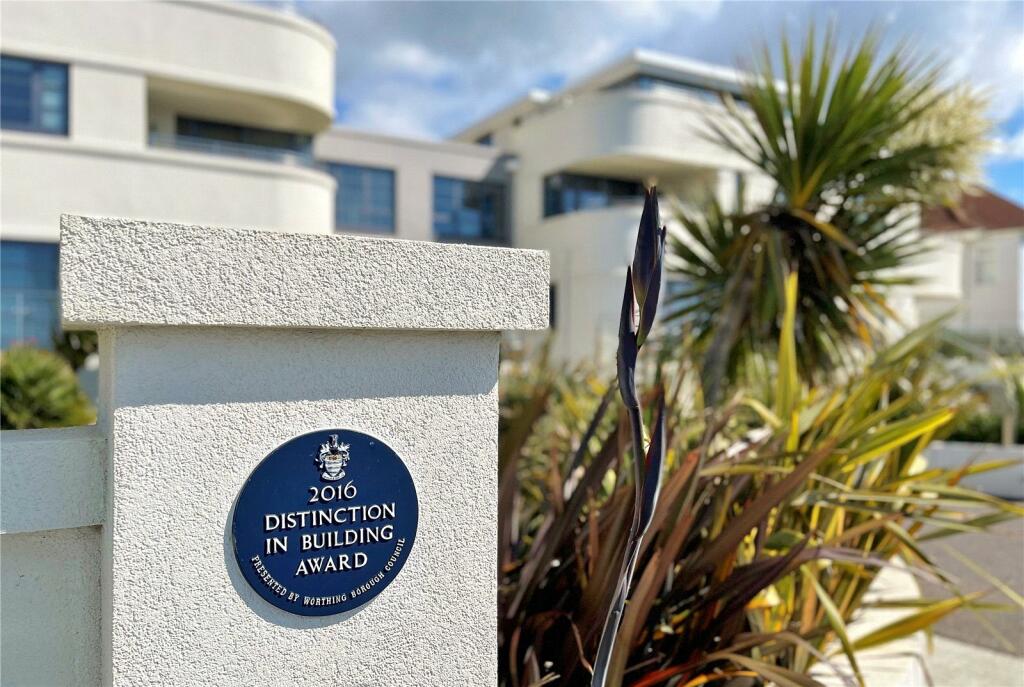 2016
DISTINCTION
IN BUILDING
AWARD
PRESENTED BY WORTHING BOROUGH COUNCIL